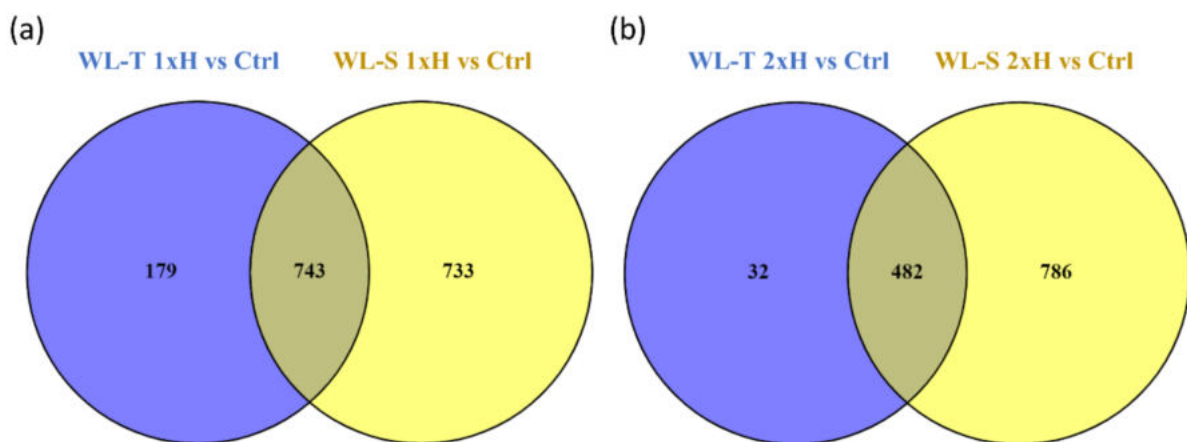 (a)
WL-T 1xH vs Ctrl WL-S 1xH vs Ctrl
179 743 733
(b)
WL-T 2xH vs Ctrl WL-S 2xH vs Ctrl
32 482 786